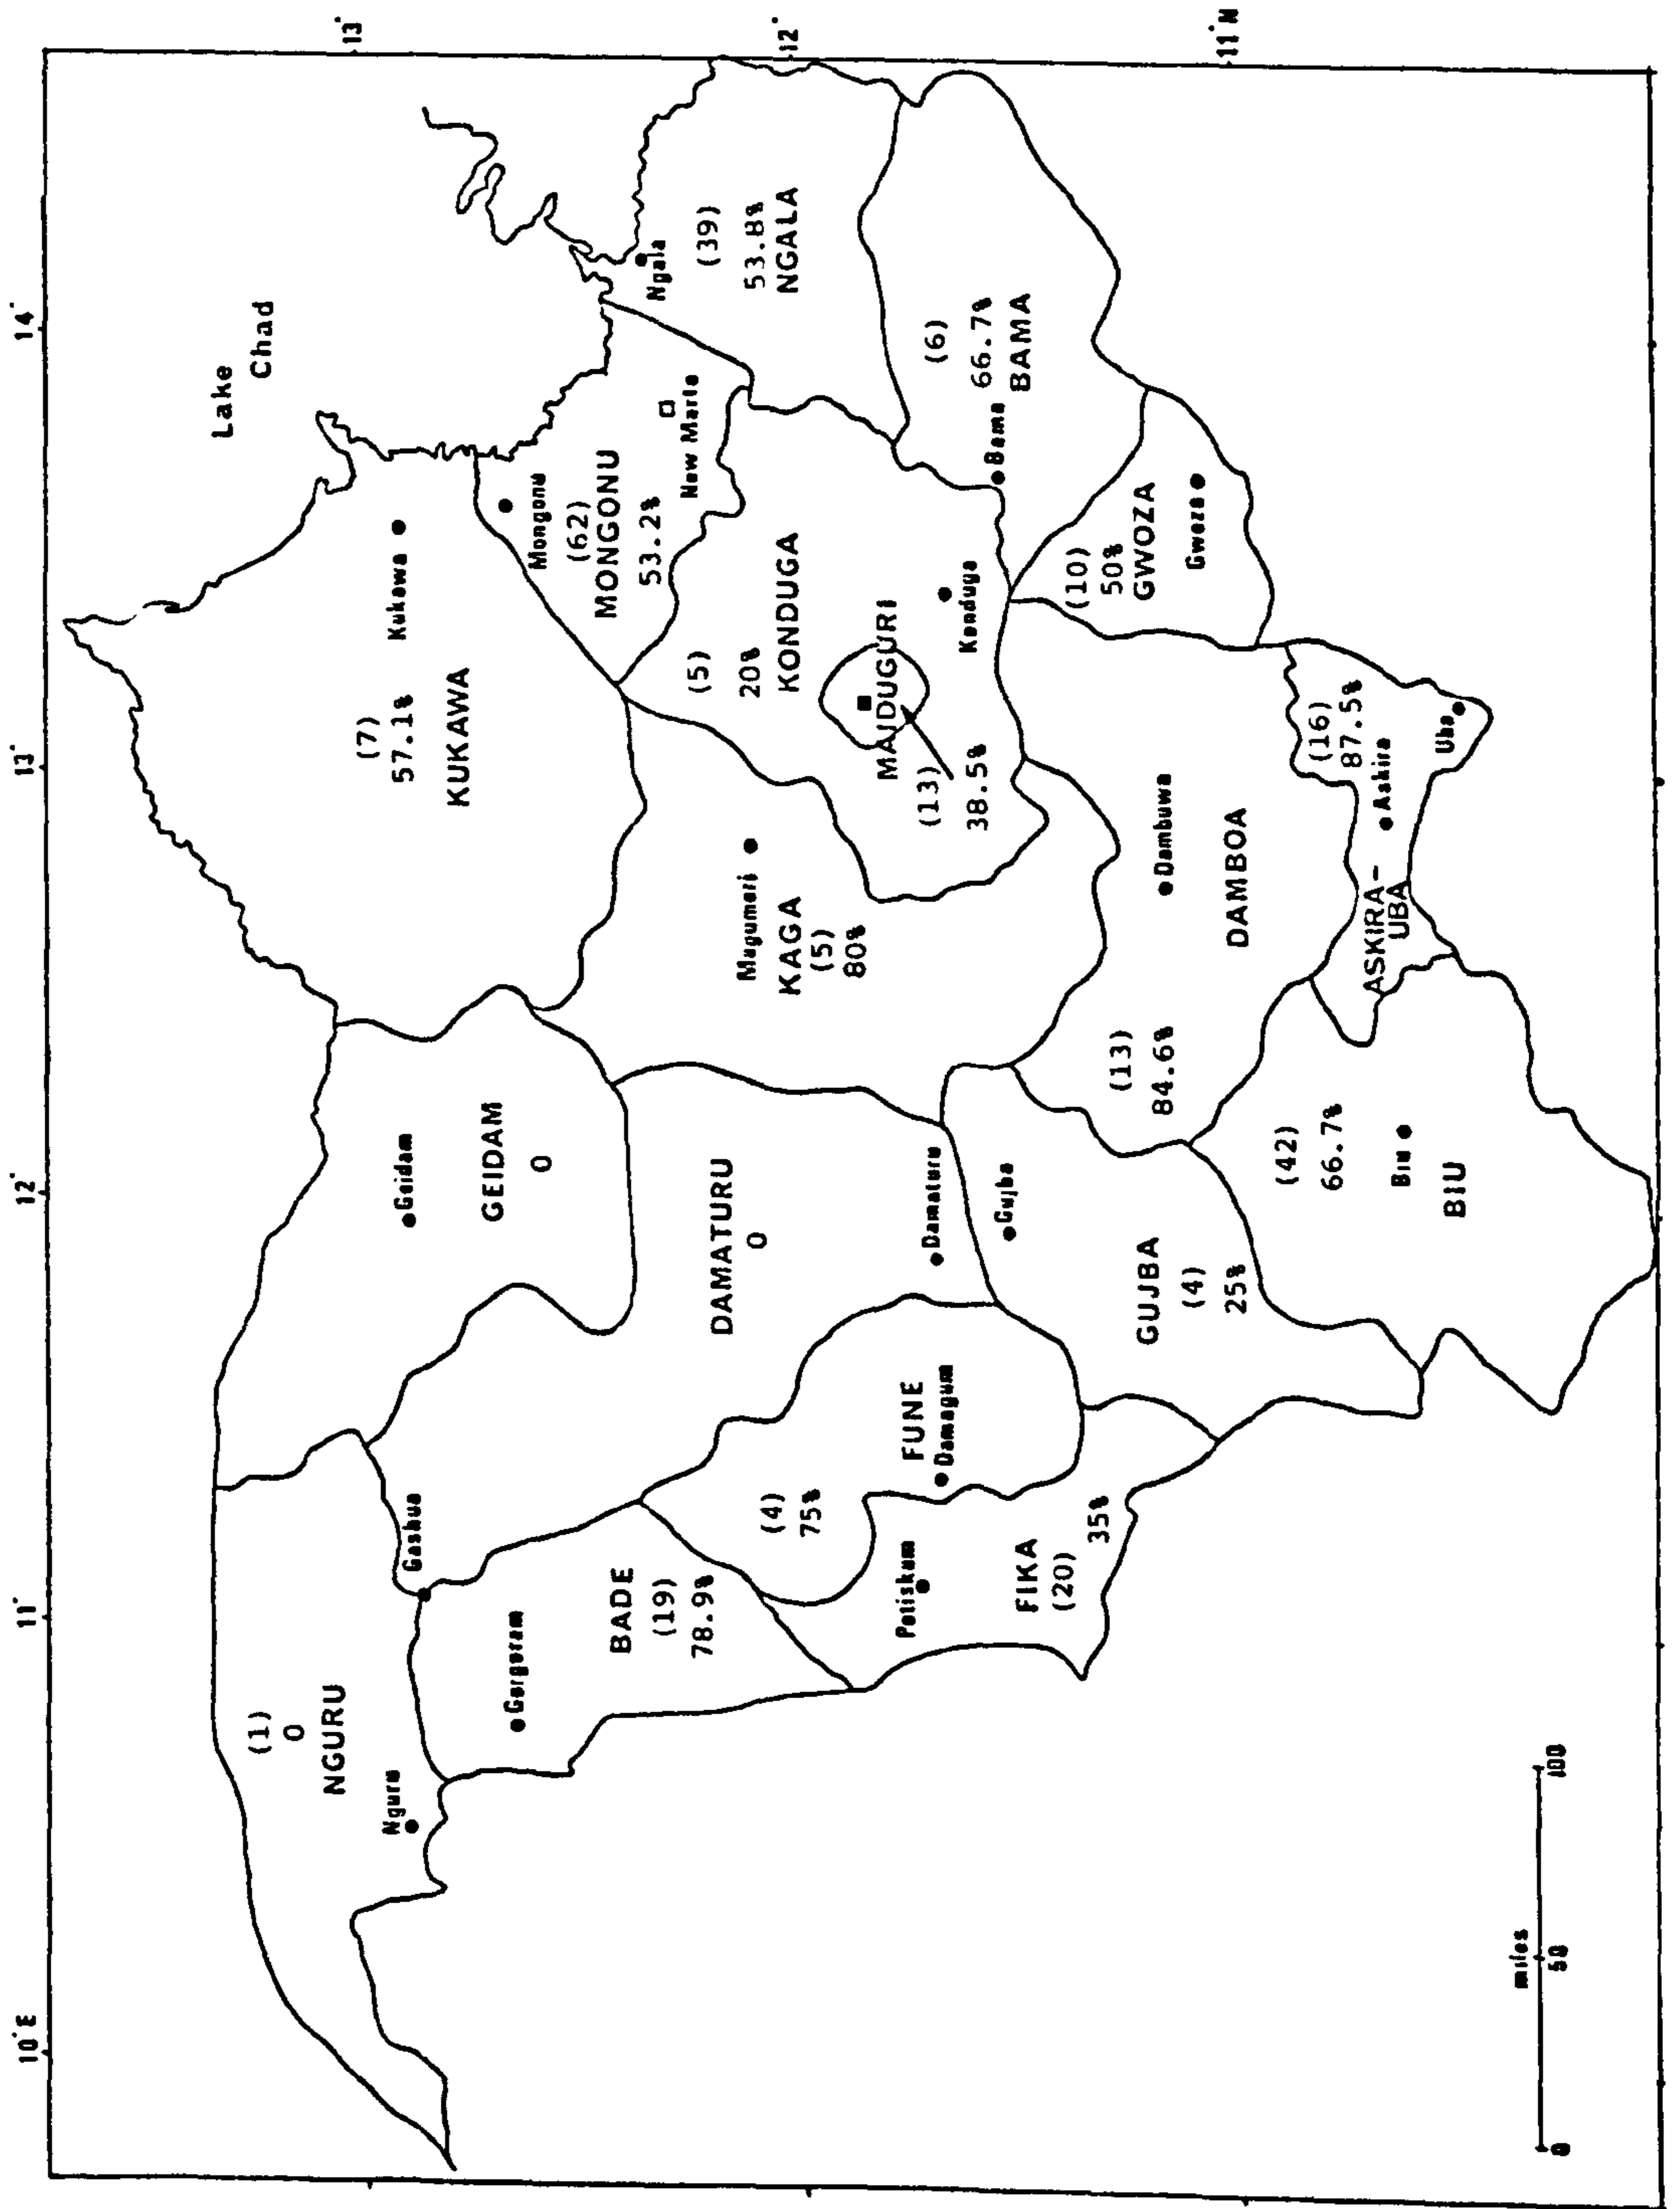 10°E
11°
12°
13°
14°
13°
12°
11°N
Lake
Chad
(1)
0
NGURU
Nguru
Gashua
Gorgoram
BADE
(19)
78.9%
Geidam
GEIDAM
0
DAMATURU
0
Damaturu
(4)
75%
FUNE
Damagum
Potiskum
FIKA
(20)
35%
Gujba
GUJBA
(4)
25%
(42)
66.7%
Biu
BIU
(7)
57.1%
KUKAWA
Kukawa
Mongonu
(62)
MONGONU
53.2%
New Marte
Ngala
(39)
53.8%
NGALA
(6)
66.7%
BAMA
Bama
(5)
20%
KONDUGA
Konduga
MAIDUGURI
(13)
38.5%
Magumeri
KAGA
(5)
80%
(10)
50%
GWOZA
Gwoza
Dambuwa
DAMBOA
(13)
84.6%
(16)
87.5%
Askira
Uba
ASKIRA-
UBA
miles
0 50 100